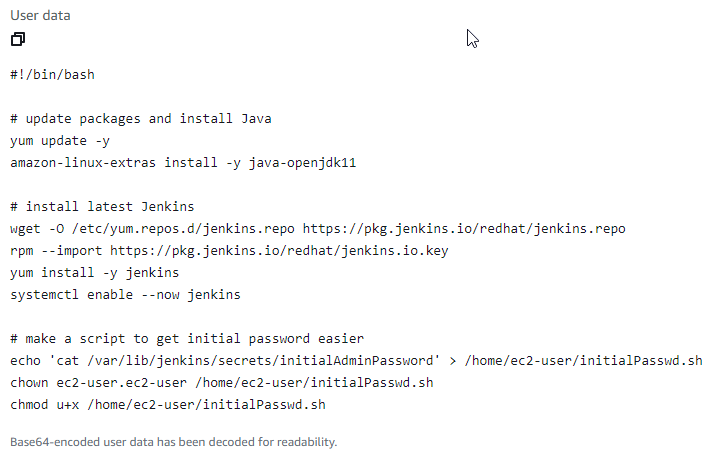 User data
#!/bin/bash
# update packages and install Java
yum update -y
amazon-linux-extras install -y java-openjdk11
# install latest Jenkins
wget -O /etc/yum.repos.d/jenkins.repo https://pkg.jenkins.io/redhat/jenkins.repo
rpm --import https://pkg.jenkins.io/redhat/jenkins.io.key
yum install -y jenkins
systemctl enable --now jenkins
# make a script to get initial password easier
echo 'cat /var/lib/jenkins/secrets/initialAdminPassword' > /home/ec2-user/initialPasswd.sh
chown ec2-user.ec2-user /home/ec2-user/initialPasswd.sh
chmod u+x /home/ec2-user/initialPasswd.sh
Base64-encoded user data has been decoded for readability.